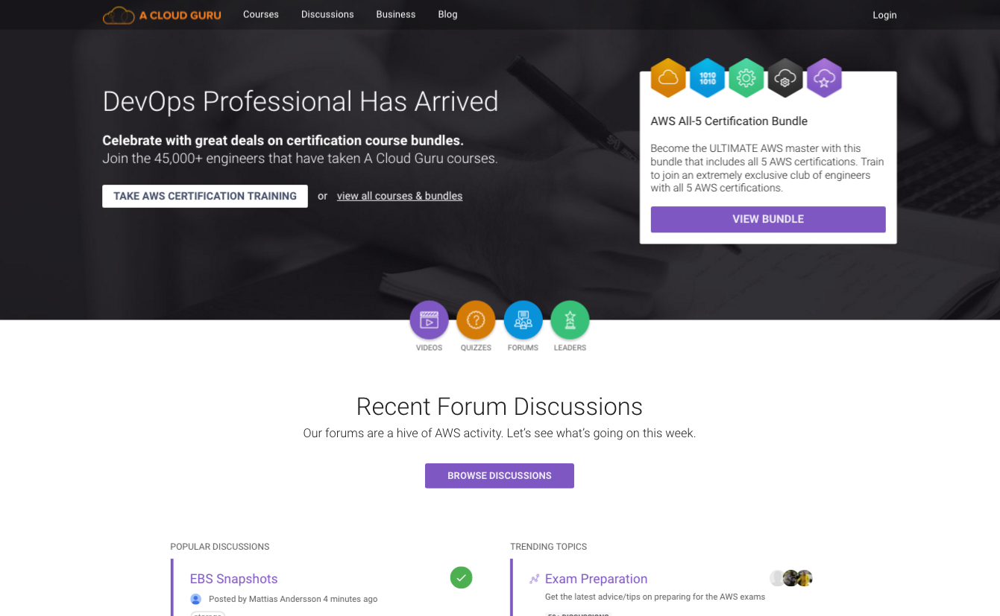 A CLOUD GURU
Courses
Discussions
Business
Blog
Login
DevOps Professional Has Arrived
Celebrate with great deals on certification course bundles.
Join the 45,000+ engineers that have taken A Cloud Guru courses.
TAKE AWS CERTIFICATION TRAINING
or view all courses & bundles
1010
1010
AWS All-5 Certification Bundle
Become the ULTIMATE AWS master with this
bundle that includes all 5 AWS certifications. Train
to join an extremely exclusive club of engineers
with all 5 AWS certifications.
VIEW BUNDLE
VIDEOS
QUIZZES
FORUMS
LEADERS
Recent Forum Discussions
Our forums are a hive of AWS activity. Let's see what's going on this week.
BROWSE DISCUSSIONS
POPULAR DISCUSSIONS
EBS Snapshots
Posted by Mattias Andersson 4 minutes ago
TRENDING TOPICS
Exam Preparation
Get the latest advice/tips on preparing for the AWS exams